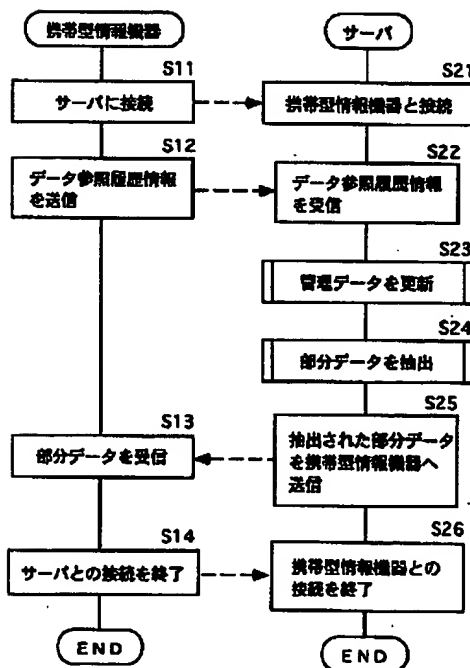 携帯型情報機器
S11
サーバに接続
S12
データ参照履歴情報
を送信
S13
部分データを受信
S14
サーバとの接続を終了
END
サーバ
S21
携帯型情報機器と接続
S22
データ参照履歴情報
を受信
S23
管理データを更新
S24
部分データを抽出
S25
抽出された部分データ
を携帯型情報機器へ
送信
S26
携帯型情報機器との
接続を終了
END